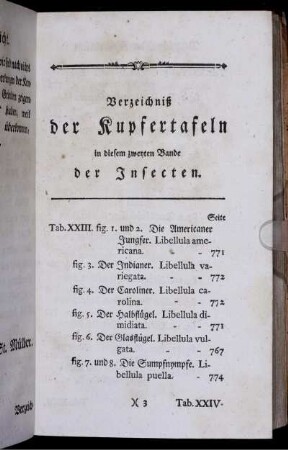 Verzeichniß
der Kupfertafeln
in diesem zweyten Bande
der Insecten.
Seite
Tab. XXIII. fig. 1. und 2. Die Americaner
Jungfer. Libellula ame-
ricana. - - 771
fig. 3. Der Indianer. Libellula va-
riegata. - - 772
fig. 4. Der Caroliner. Libellula ca-
rolina. - - 772
fig. 5. Der Halbflügel. Libellula di-
midiata. - - 771
fig. 6. Der Glasflügel. Libellula vul-
gata. - - 767
fig. 7. und 8. Die Sumpfnympfe. Li-
bellula puella. - 774
X 3 Tab. XXIV.
Müller.
Verzeich-